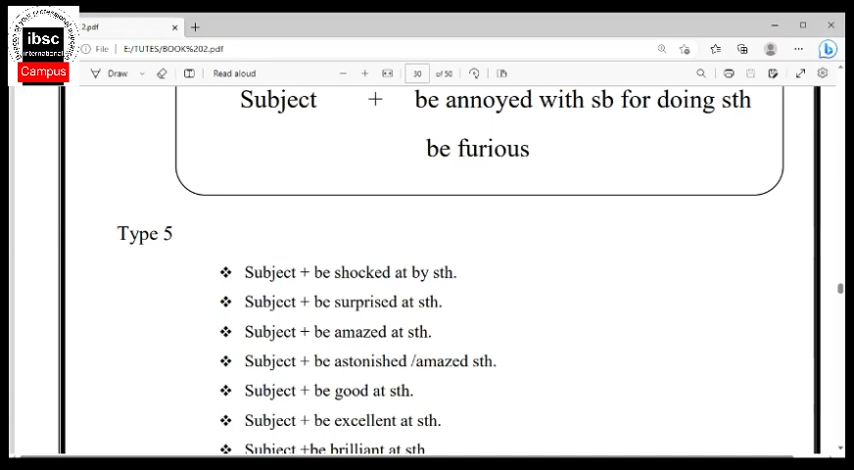 ibsc
international
Campus
2.pdf
File E:/TUTES/BOOK%202.pdf
Draw Read aloud 30 of 50
Subject + be annoyed with sb for doing sth
be furious
Type 5
❖ Subject + be shocked at by sth.
❖ Subject + be surprised at sth.
❖ Subject + be amazed at sth.
❖ Subject + be astonished /amazed sth.
❖ Subject + be good at sth.
❖ Subject + be excellent at sth.
❖ Subject +be brilliant at sth